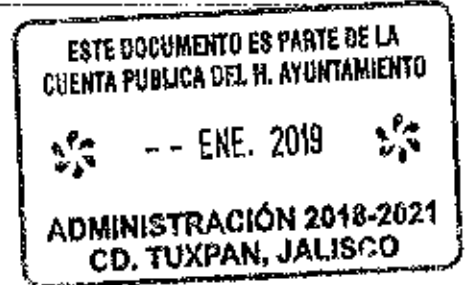 ESTE DOCUMENTO ES PARTE DE LA
CUENTA PUBLICA DEL H. AYUNTAMIENTO
-- ENE. 2019
ADMINISTRACIÓN 2018-2021
CD. TUXPAN, JALISCO